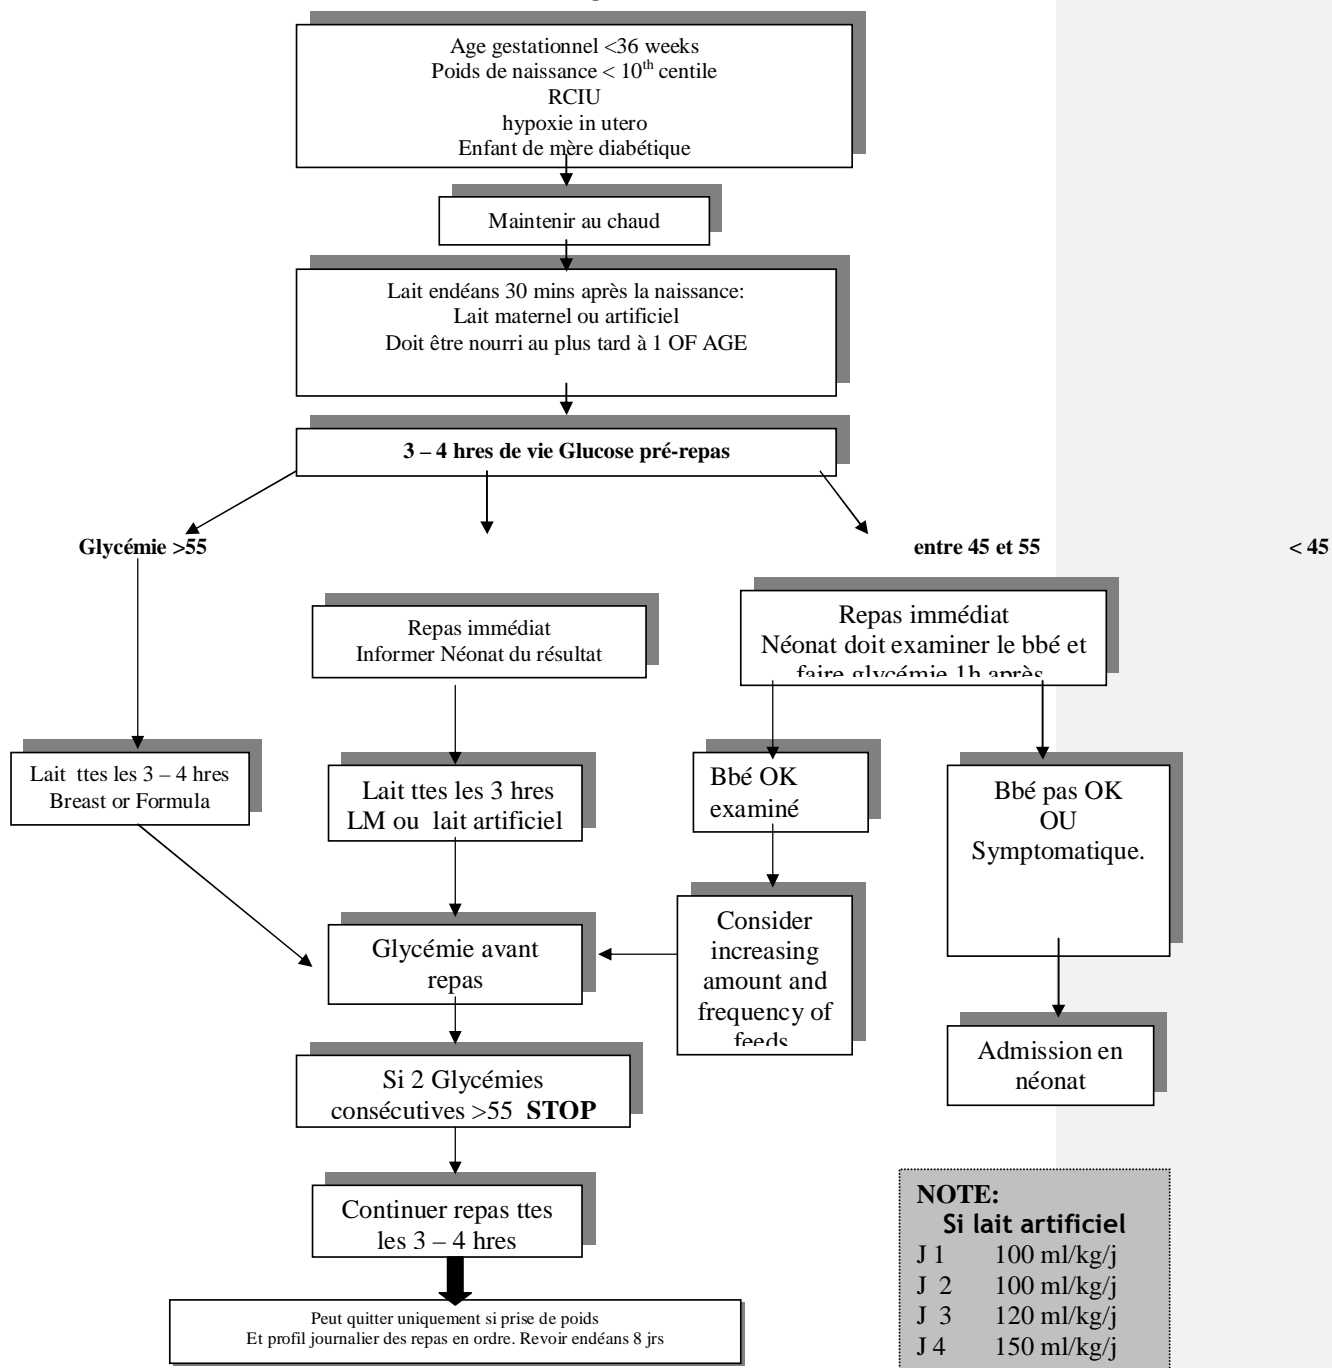 Age gestationnel <36 weeks
Poids de naissance < 10th centile
RCIU
hypoxie in utero
Enfant de mère diabétique
Maintenir au chaud
Lait endéans 30 mins après la naissance:
Lait maternel ou artificiel
Doit être nourri au plus tard à 1 OF AGE
3 – 4 hres de vie Glucose pré-repas
Glycémie >55
entre 45 et 55
< 45
Repas immédiat
Informer Néonat du résultat
Repas immédiat
Néonat doit examiner le bbé et
faire glycémie 1h après
Lait ttes les 3 – 4 hres
Breast or Formula
Lait ttes les 3 hres
LM ou lait artificiel
Bbé OK
examiné
Bbé pas OK
OU
Symptomatique.
Glycémie avant
repas
Consider
increasing
amount and
frequency of
feeds
Admission en
néonat
Si 2 Glycémies
consécutives >55 STOP
Continuer repas ttes
les 3 – 4 hres
Peut quitter uniquement si prise de poids
Et profil journalier des repas en ordre. Revoir endéans 8 jrs
NOTE:
Si lait artificiel
J 1 100 ml/kg/j
J 2 100 ml/kg/j
J 3 120 ml/kg/j
J 4 150 ml/kg/j